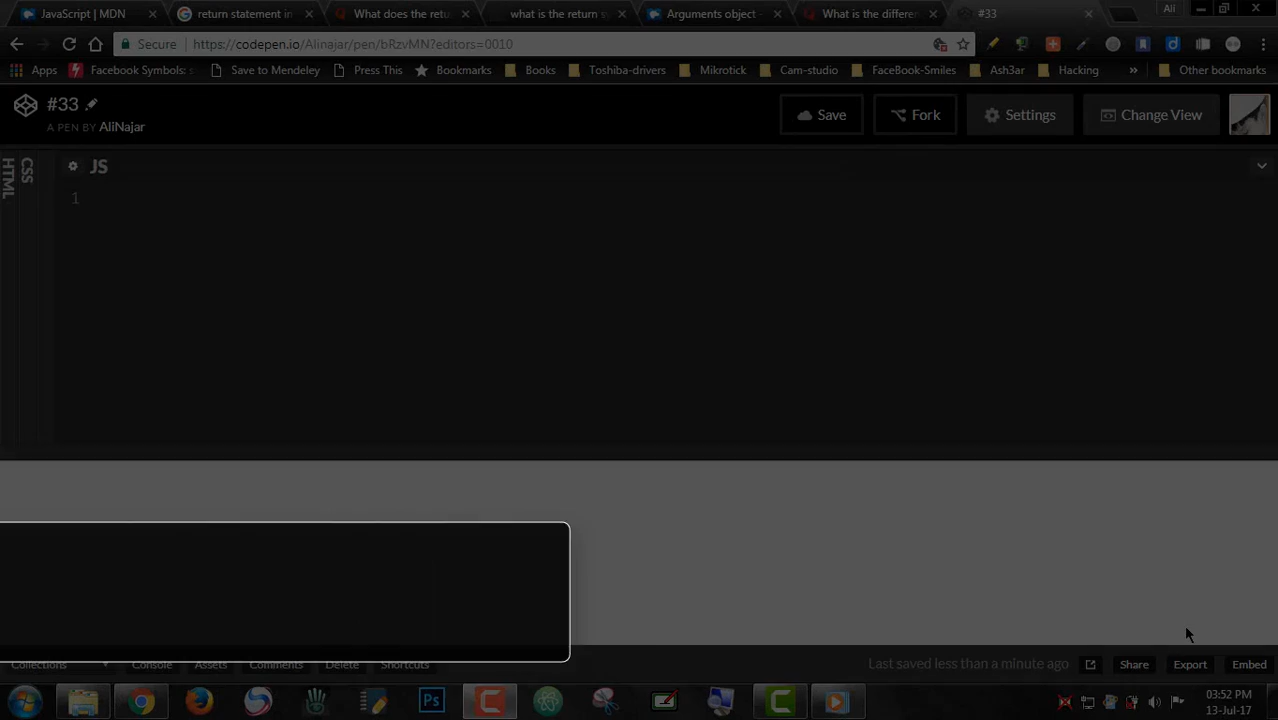 JavaScript | MDN
return statement in
What does the retu
what is the return s
Arguments object -
What is the differen
#33
Ali
Secure
https://codepen.io/Alinajar/pen/bRzvMN?editors=0010
Apps
Facebook Symbols: s
Save to Mendeley
Press This
Bookmarks
Books
Toshiba-drivers
Mikrotick
Cam-studio
FaceBook-Smiles
Ash3ar
Hacking
»
Other bookmarks
#33
A PEN BY AliNajar
Save
Fork
Settings
Change View
HTML
CSS
JS
1
Collections
Console
Assets
Comments
Delete
Shortcuts
Last saved less than a minute ago
Share
Export
Embed
Ps
03:52 PM
13-Jul-17